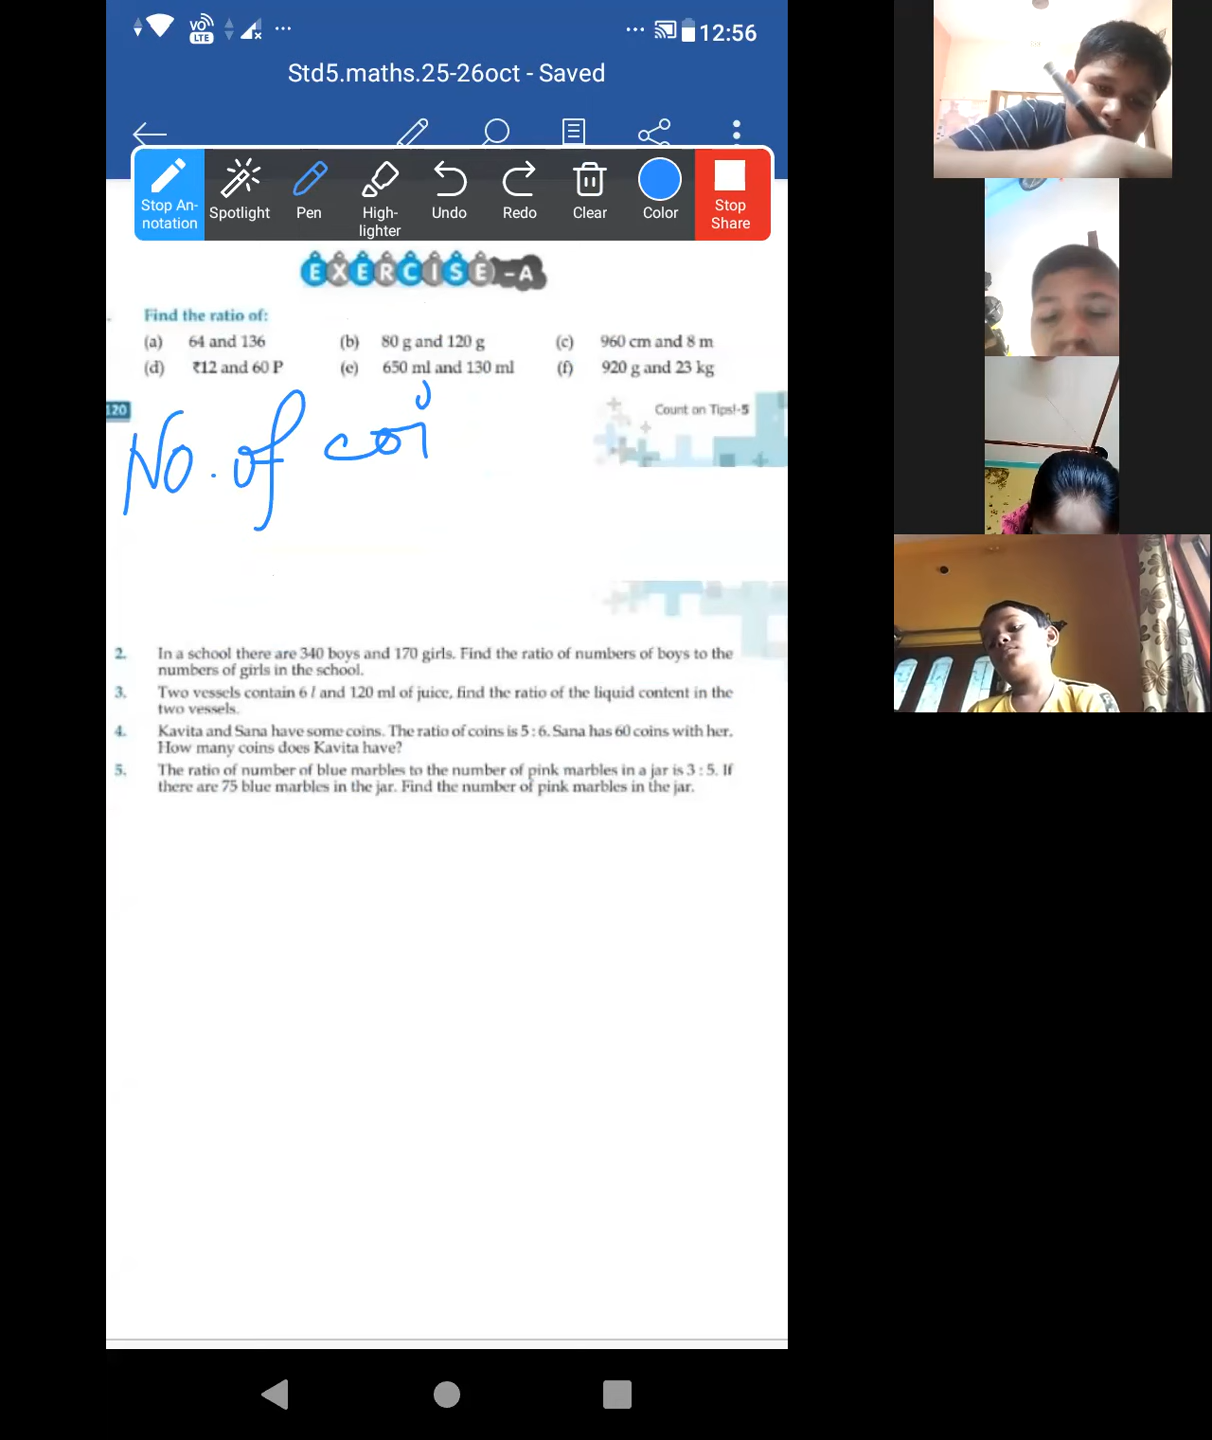 VO LTE 12:56
Std5.maths.25-26oct - Saved
Stop An-notation Spotlight Pen High-lighter Undo Redo Clear Color Stop Share
EXERCISE-A
Find the ratio of:
(a) 64 and 136 (b) 80 g and 120 g (c) 960 cm and 8 m
(d) ₹12 and 60 P (e) 650 ml and 130 ml (f) 920 g and 23 kg
120 Count on Tips!-5
No. of coi
2. In a school there are 340 boys and 170 girls. Find the ratio of numbers of boys to the
numbers of girls in the school.
3. Two vessels contain 6 l and 120 ml of juice, find the ratio of the liquid content in the
two vessels.
4. Kavita and Sana have some coins. The ratio of coins is 5 : 6. Sana has 60 coins with her.
How many coins does Kavita have?
5. The ratio of number of blue marbles to the number of pink marbles in a jar is 3 : 5. If
there are 75 blue marbles in the jar. Find the number of pink marbles in the jar.